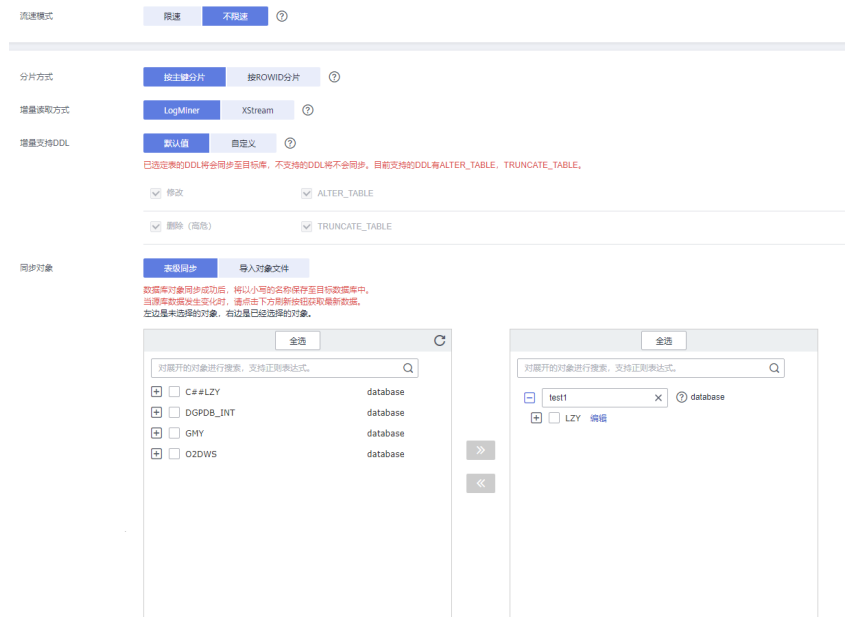 流速模式 限速 不限速 ?
分片方式 按主键分片 按ROWID分片 ?
增量读取方式 LogMiner XStream ?
增量支持DDL 默认值 自定义 ?
已选定表的DDL将会同步至目标库，不支持的DDL将不会同步。目前支持的DDL有ALTER_TABLE，TRUNCATE_TABLE。
修改 ALTER_TABLE
删除（高危） TRUNCATE_TABLE
同步对象 表级同步 导入对象文件
数据库对象同步成功后，将以小写的名称保存至目标数据库中。
当源库数据发生变化时，请点击下方刷新按钮获取最新数据。
左边是未选择的对象，右边是已经选择的对象。
全选
对展开的对象进行搜索，支持正则表达式。
C##LZY database
DGPDB_INT database
GMY database
O2DWS database
全选
对展开的对象进行搜索，支持正则表达式。
test1 ? database
LZY 编辑